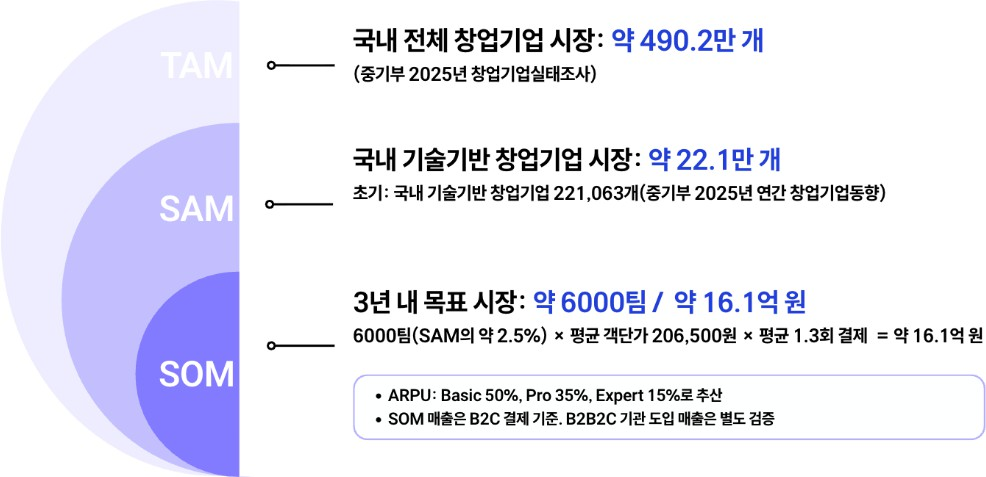 TAM
국내 전체 창업기업 시장: 약 490.2만 개
(중기부 2025년 창업기업실태조사)
SAM
국내 기술기반 창업기업 시장: 약 22.1만 개
초기: 국내 기술기반 창업기업 221,063개(중기부 2025년 연간 창업기업동향)
SOM
3년 내 목표 시장: 약 6000팀 / 약 16.1억 원
6000팀(SAM의 약 2.5%) × 평균 객단가 206,500원 × 평균 1.3회 결제 = 약 16.1억 원
• ARPU: Basic 50%, Pro 35%, Expert 15%로 추산
• SOM 매출은 B2C 결제 기준. B2B2C 기관 도입 매출은 별도 검증